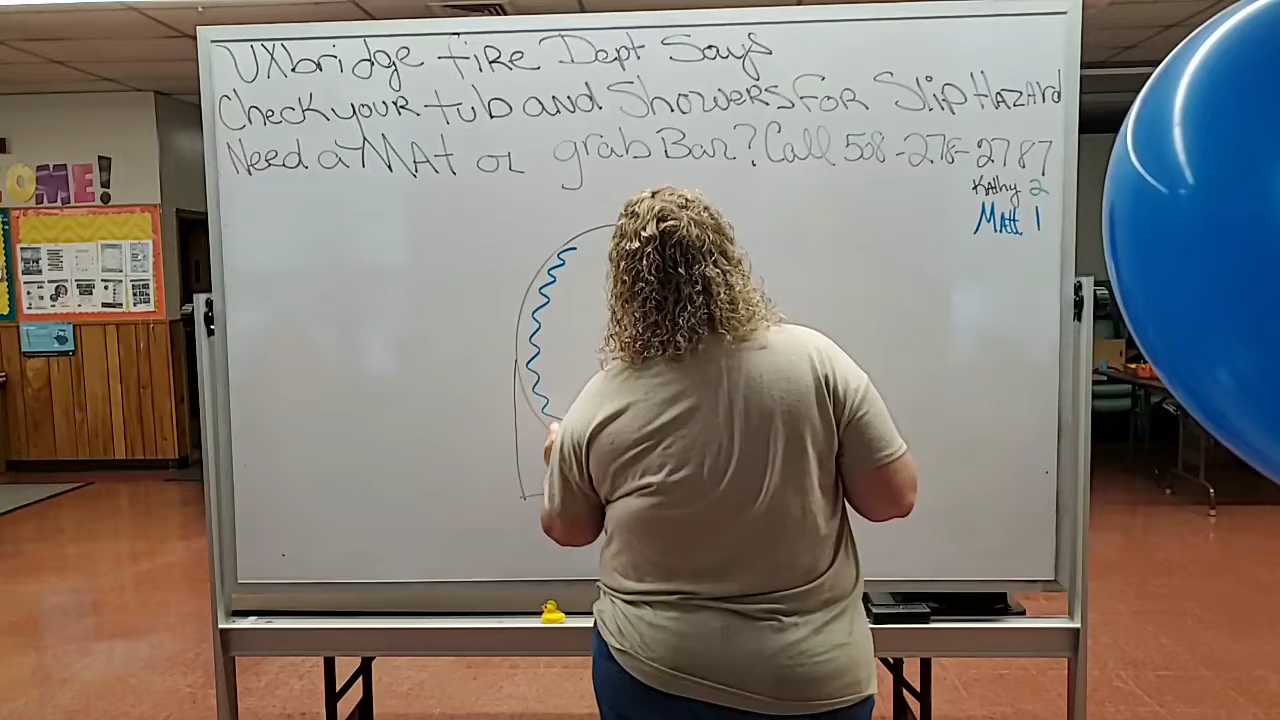 UXbridge fire Dept Says
Check your tub and Showers For Slip Hazard
Need a MAt or grab Bar? Call 508-278-2787
Kathy 2
Matt 1
OME!